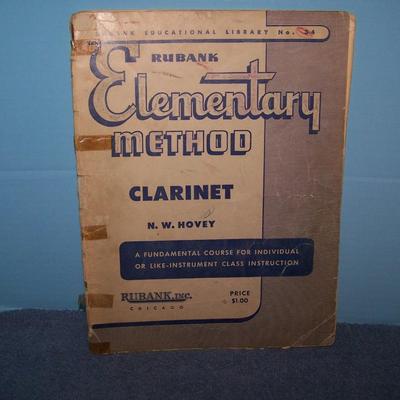 EDUCATIONAL LIBRARY No. 34
RUBANK
Elementary
METHOD
CLARINET
N. W. HOVEY
A FUNDAMENTAL COURSE FOR INDIVIDUAL
OR LIKE-INSTRUMENT CLASS INSTRUCTION
RUBANK, INC.
CHICAGO
PRICE
$1.00